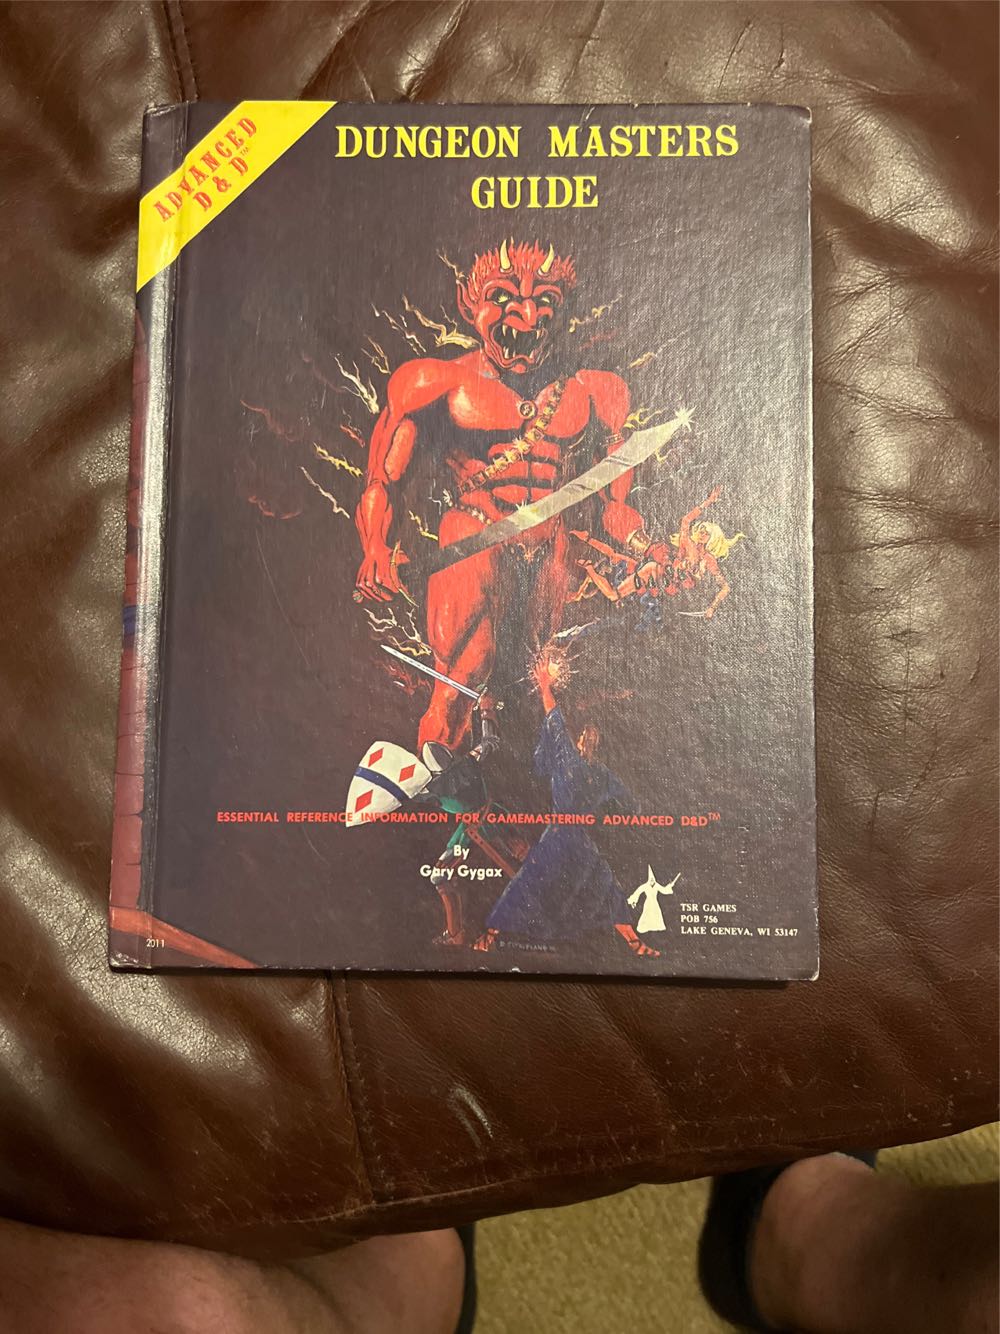 ADVANCED
D & D™
DUNGEON MASTERS
GUIDE
ESSENTIAL REFERENCE INFORMATION FOR GAMEMASTERING ADVANCED D&D™
By
Gary Gygax
TSR GAMES
POB 756
LAKE GENEVA, WI 53147
2011